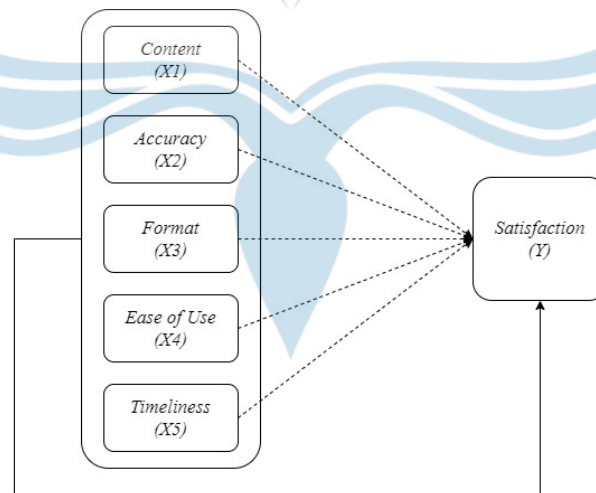 Content
(X1)
Accuracy
(X2)
Format
(X3)
Ease of Use
(X4)
Timeliness
(X5)
Satisfaction
(Y)